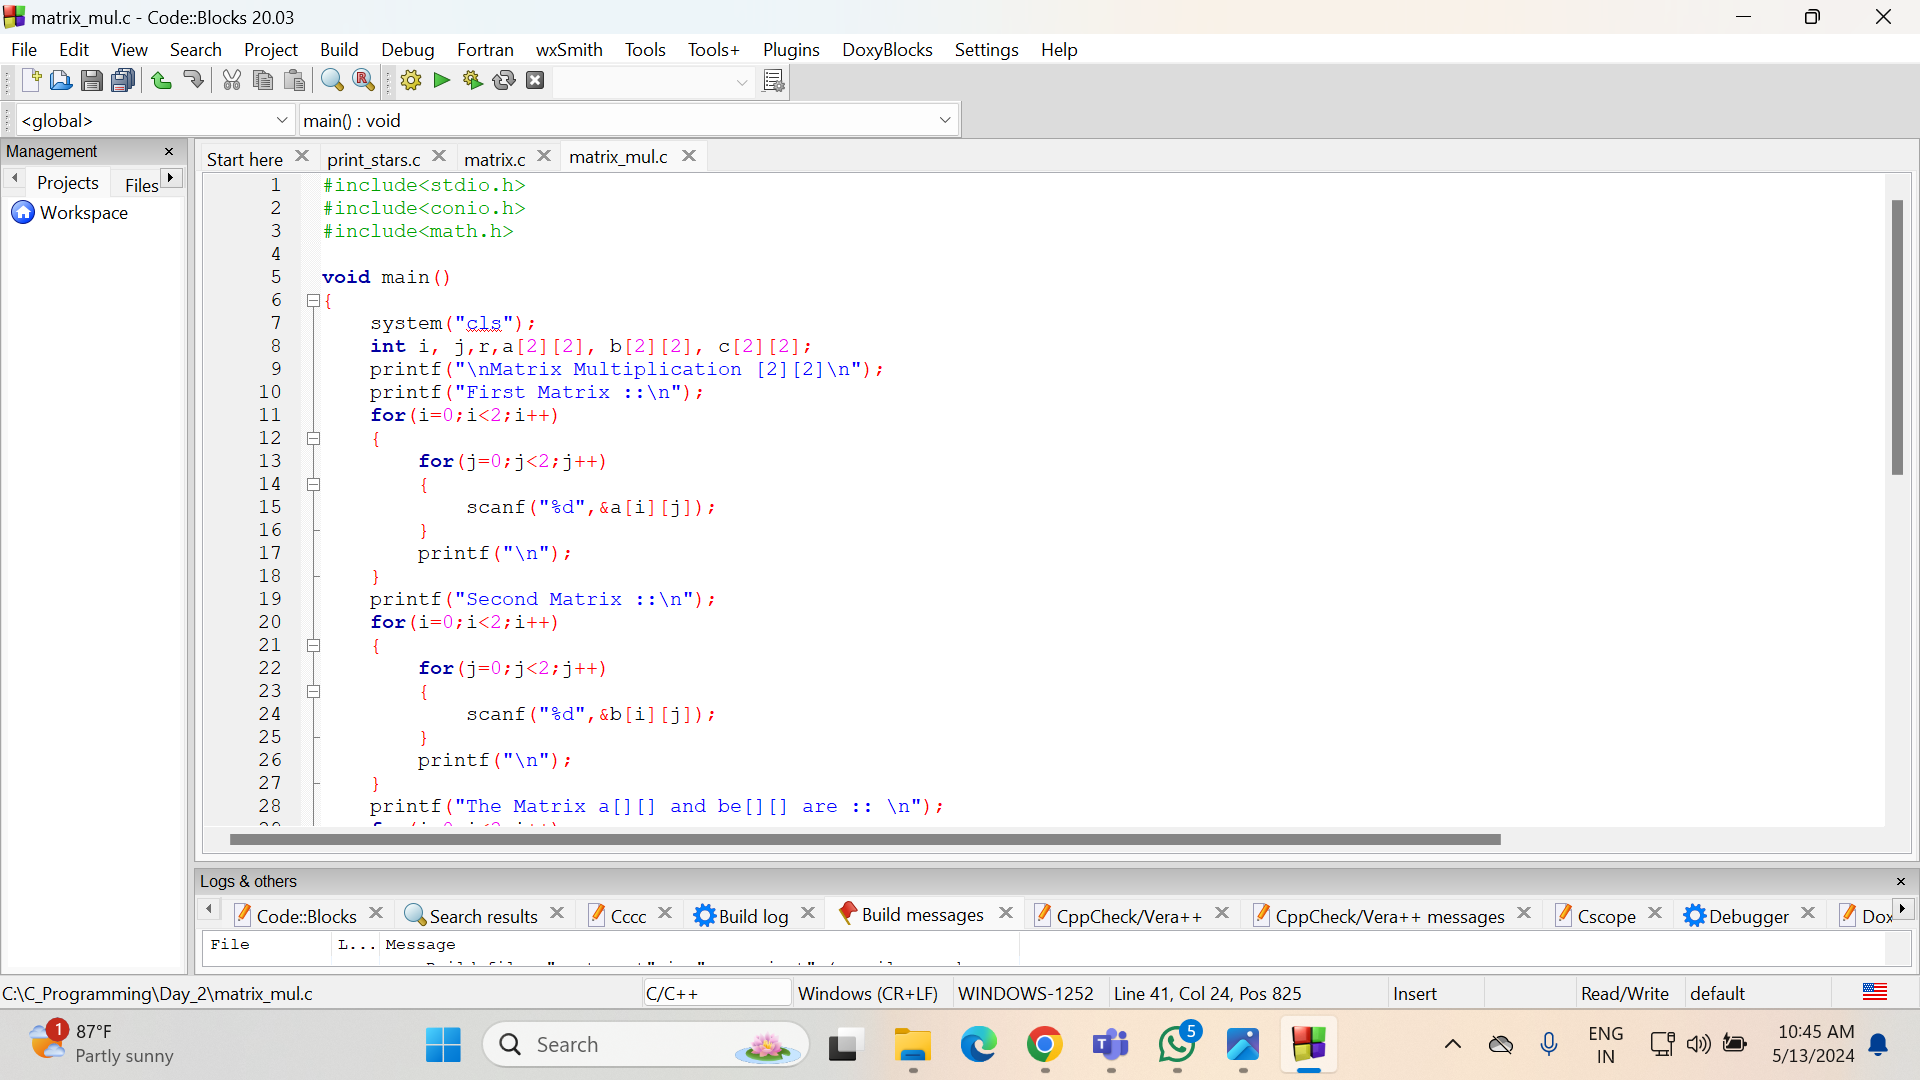 matrix_mul.c - Code::Blocks 20.03
File Edit View Search Project Build Debug Fortran wxSmith Tools Tools+ Plugins DoxyBlocks Settings Help
<global> main() : void
Management
Projects Files
Workspace
Start here print_stars.c matrix.c matrix_mul.c
1 #include<stdio.h>
2 #include<conio.h>
3 #include<math.h>
4
5 void main()
6 {
7 system("cls");
8 int i, j,r,a[2][2], b[2][2], c[2][2];
9 printf("\nMatrix Multiplication [2][2]\n");
10 printf("First Matrix ::\n");
11 for(i=0;i<2;i++)
12 {
13 for(j=0;j<2;j++)
14 {
15 scanf("%d",&a[i][j]);
16 }
17 printf("\n");
18 }
19 printf("Second Matrix ::\n");
20 for(i=0;i<2;i++)
21 {
22 for(j=0;j<2;j++)
23 {
24 scanf("%d",&b[i][j]);
25 }
26 printf("\n");
27 }
28 printf("The Matrix a[][] and be[][] are :: \n");
Logs & others
Code::Blocks Search results Cccc Build log Build messages CppCheck/Vera++ CppCheck/Vera++ messages Cscope Debugger Dox
File L... Message
C:\C_Programming\Day_2\matrix_mul.c C/C++ Windows (CR+LF) WINDOWS-1252 Line 41, Col 24, Pos 825 Insert Read/Write default
1 87°F
Partly sunny
Search
5
ENG
IN
10:45 AM
5/13/2024